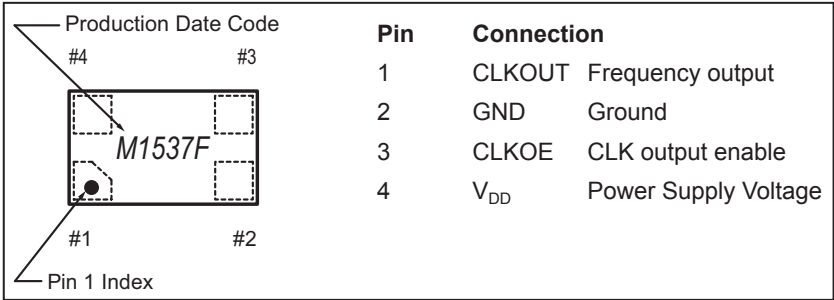 Production Date Code
#4 #3
M1537F
#1 #2
Pin 1 Index
Pin Connection
1 CLKOUT Frequency output
2 GND Ground
3 CLKOE CLK output enable
4 VDD Power Supply Voltage